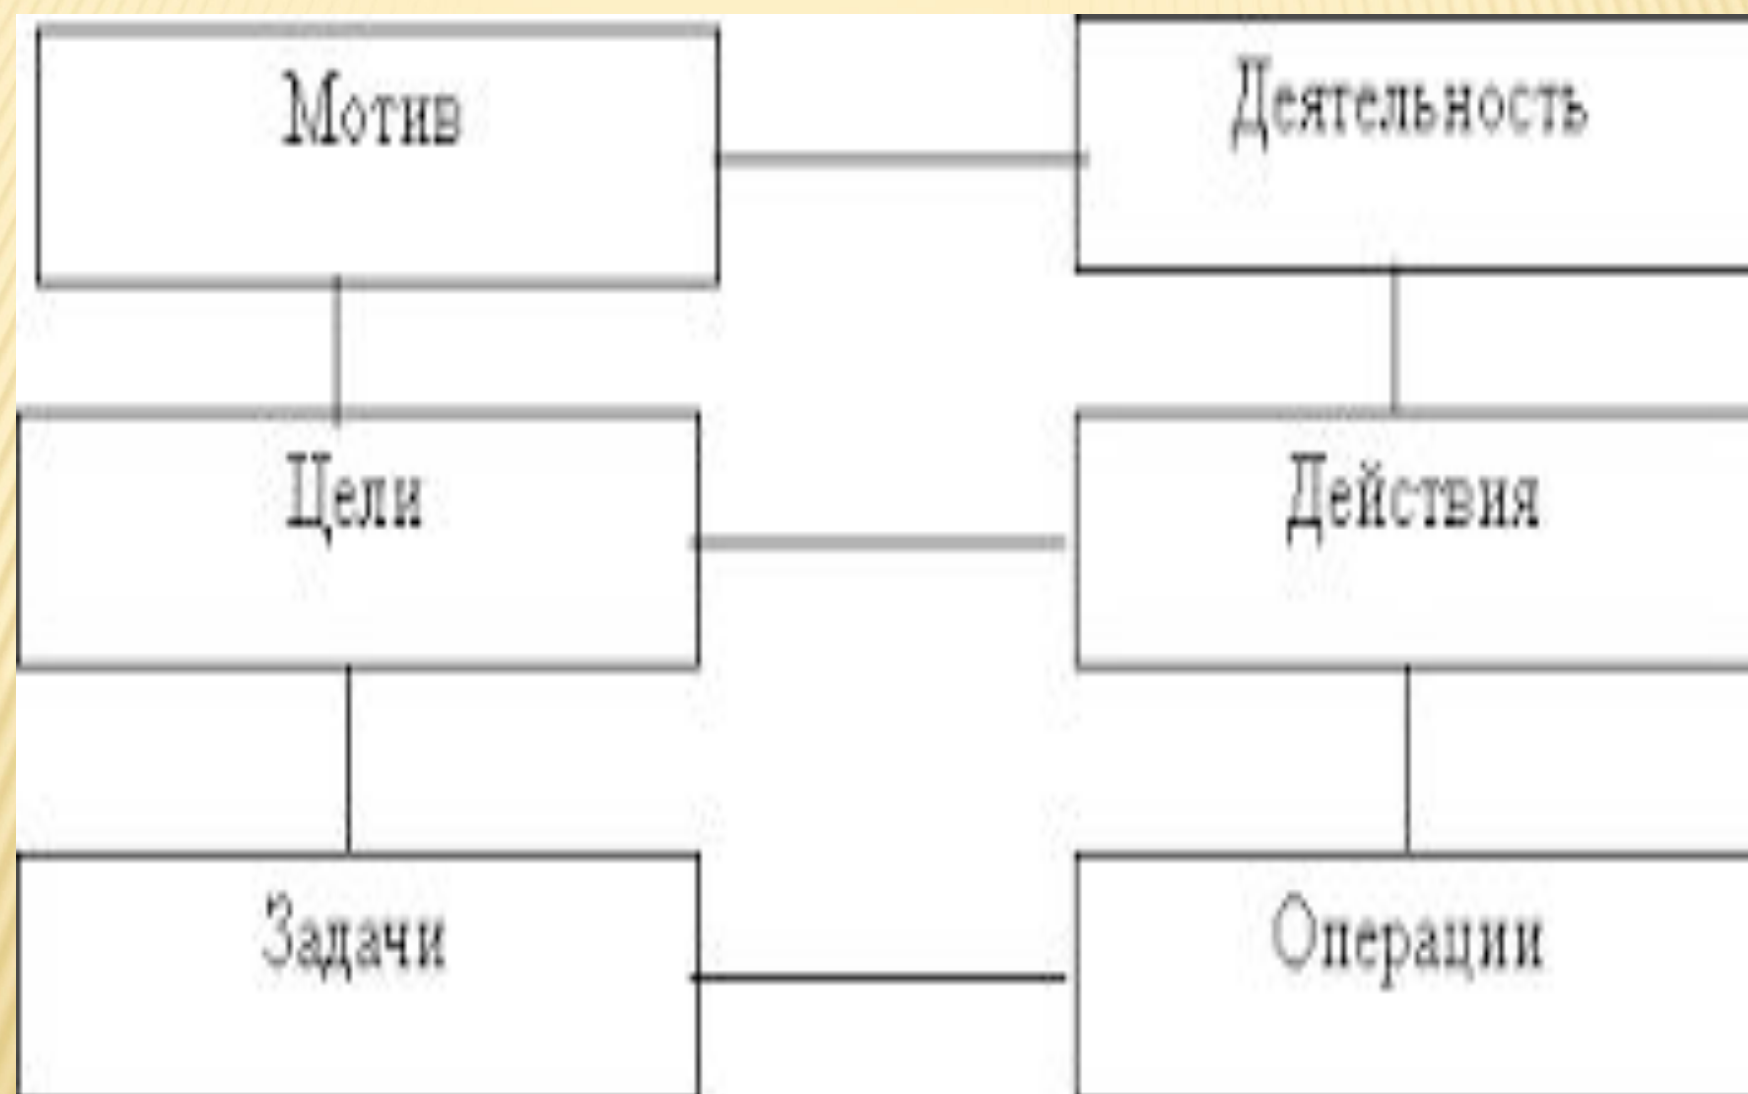 Мотив
Деятельность
Цели
Действия
Задачи
Операции